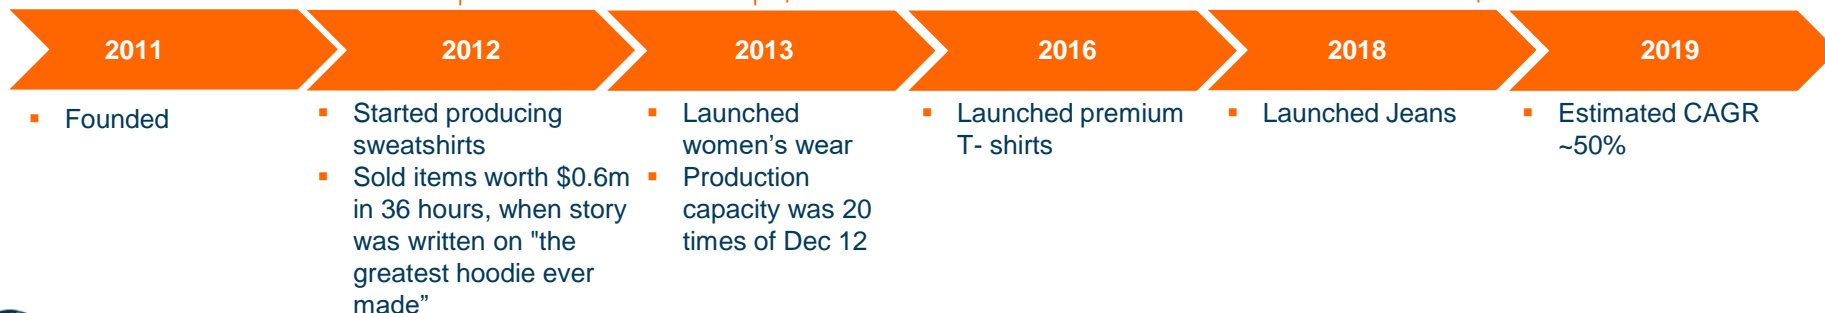 2011
2012
2013
2016
2018
2019
▪ Founded
▪ Started producing
sweatshirts
▪ Sold items worth $0.6m
in 36 hours, when story
was written on "the
greatest hoodie ever
made”
▪ Launched
women’s wear
▪ Production
capacity was 20
times of Dec 12
▪ Launched premium
T- shirts
▪ Launched Jeans
▪ Estimated CAGR
~50%